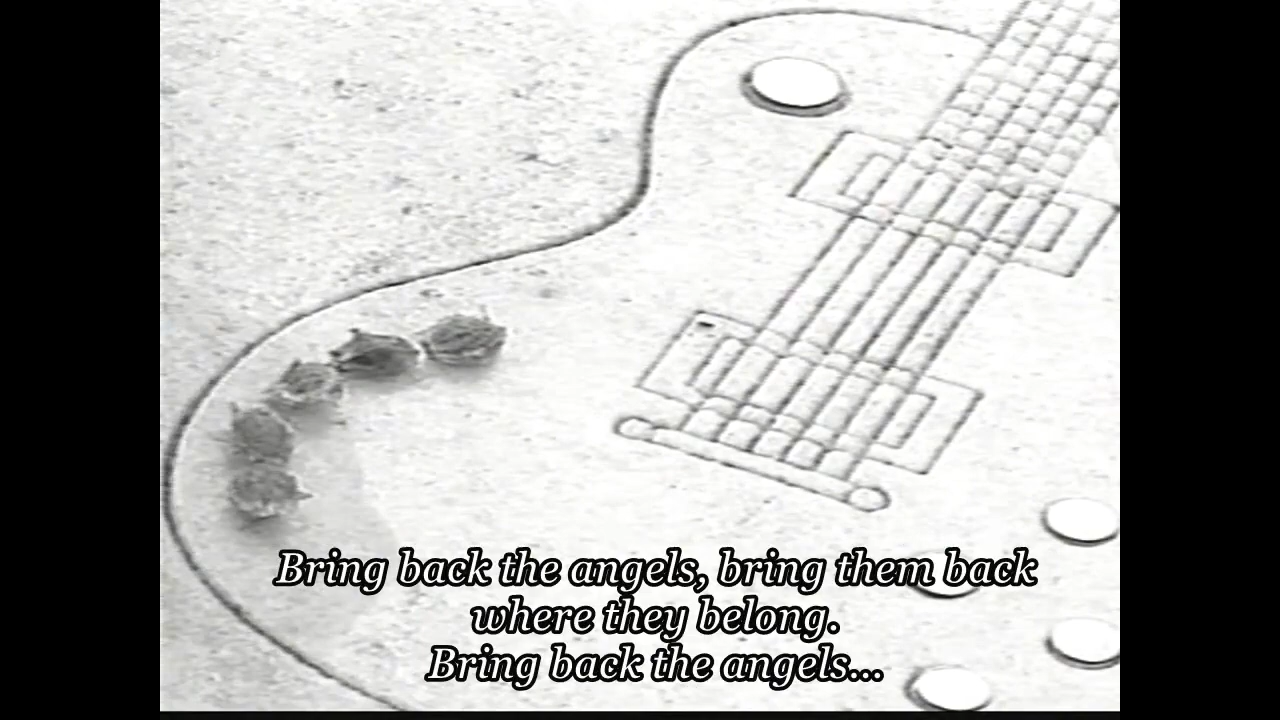 Bring back the angels, bring them back
where they belong.
Bring back the angels...